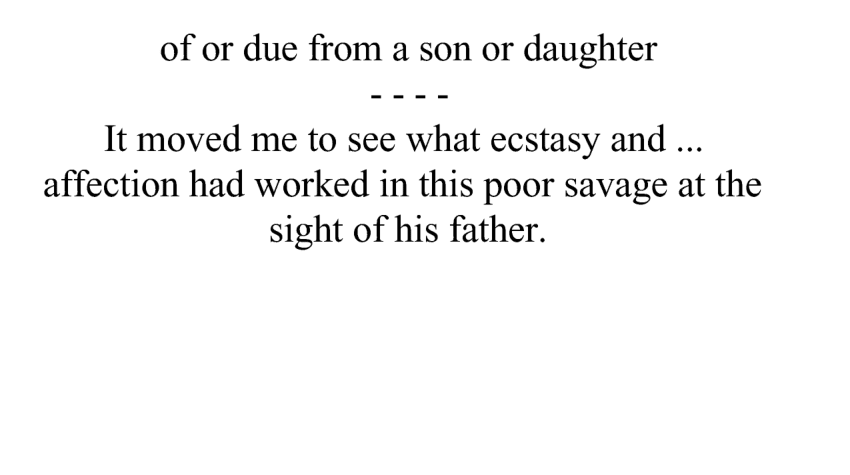 of or due from a son or daughter
- - - -
It moved me to see what ecstasy and ...
affection had worked in this poor savage at the
sight of his father.